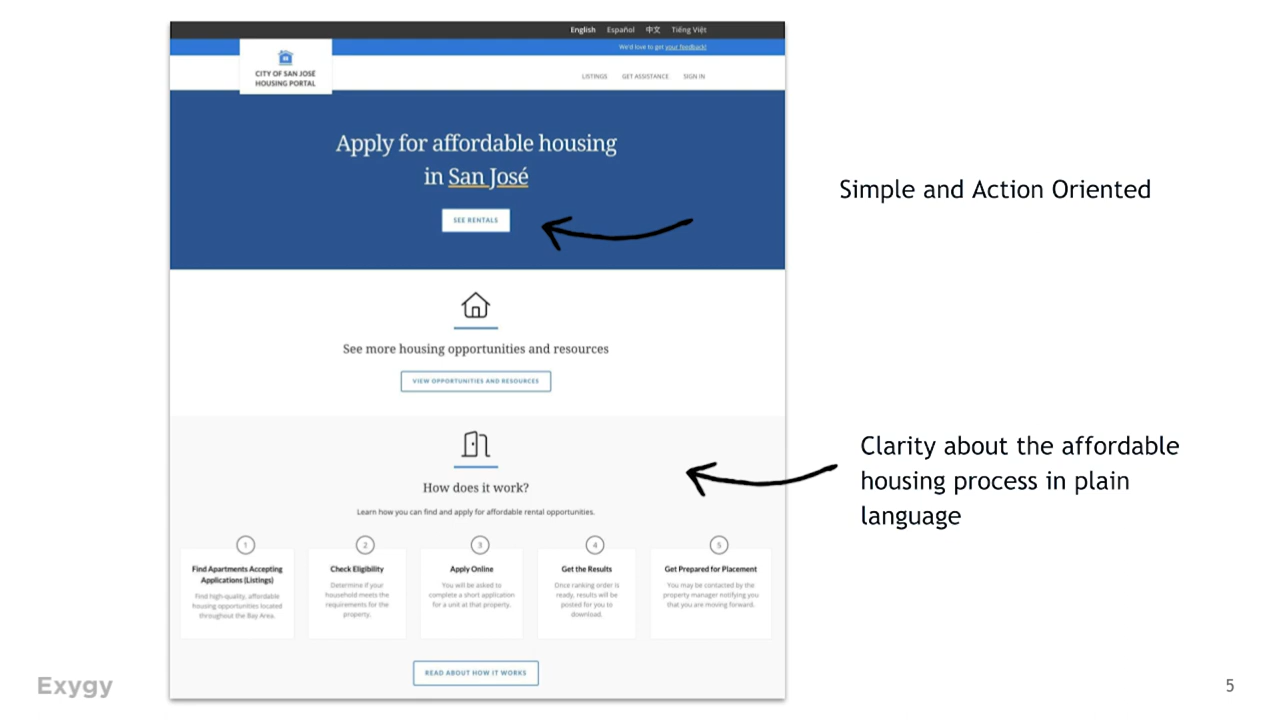 English Español 中文 Tiếng Việt
We'd love to get your feedback!
CITY OF SAN JOSE
HOUSING PORTAL
LISTINGS GET ASSISTANCE SIGN IN
Apply for affordable housing
in San José
SEE RENTALS
Simple and Action Oriented
See more housing opportunities and resources
VIEW OPPORTUNITIES AND RESOURCES
Clarity about the affordable
housing process in plain
language
How does it work?
Learn how you can find and apply for affordable rental opportunities.
1
Find Apartments Accepting
Applications (Listings)
Find high-quality, affordable
housing opportunities located
throughout the Bay Area.
2
Check Eligibility
Determine if your
household meets the
requirements for the
property.
3
Apply Online
You will be asked to
complete a short application
for a unit at that property.
4
Get the Results
Once ranking order is
ready, results will be
posted for you to
download.
5
Get Prepared for Placement
You may be contacted by the
property manager notifying you
that you are moving forward.
READ ABOUT HOW IT WORKS
Exygy
5